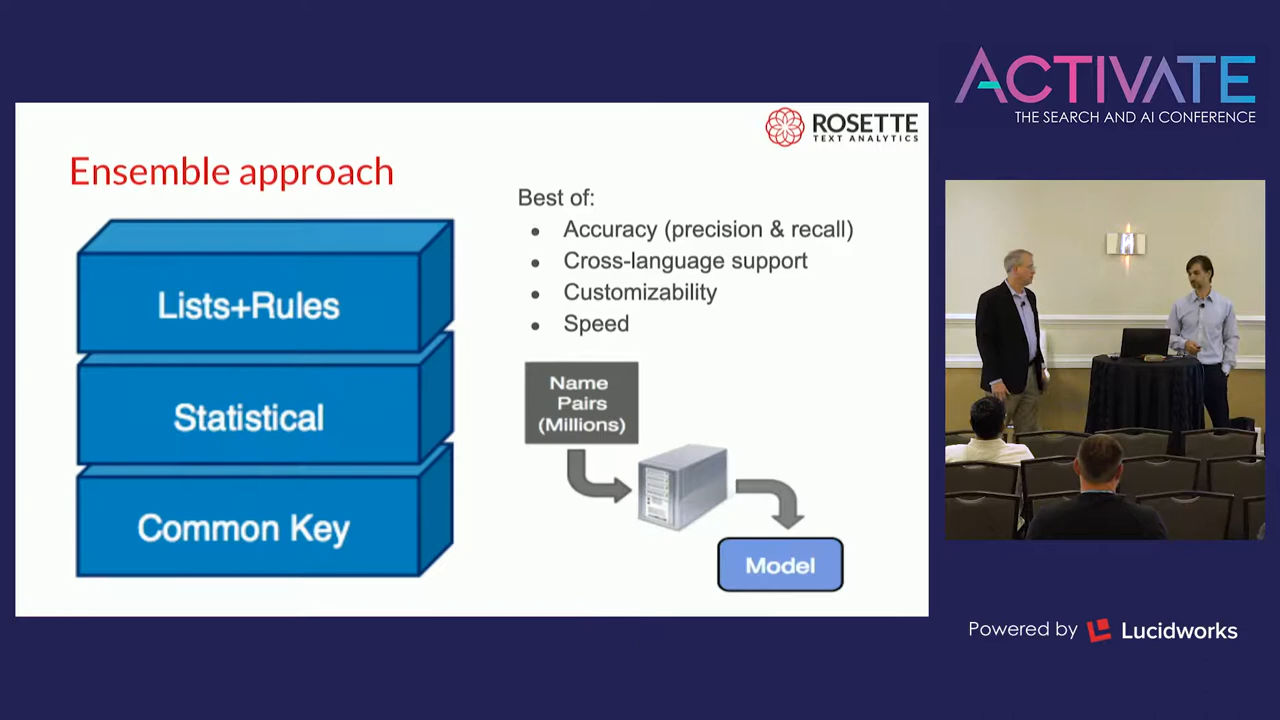 ROSETTE
TEXT ANALYTICS
Ensemble approach
Lists+Rules
Statistical
Common Key
Best of:
● Accuracy (precision & recall)
● Cross-language support
● Customizability
● Speed
Name
Pairs
(Millions)
Model
ACTIVATE
THE SEARCH AND AI CONFERENCE
Powered by Lucidworks